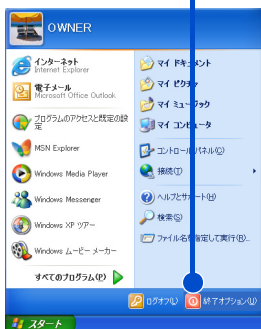 OWNER
インターネット
Internet Explorer
電子メール
Microsoft Office Outlook
プログラムのアクセスと既定の設定
MSN Explorer
Windows Media Player
Windows Messenger
Windows XP ツアー
Windows ムービー メーカー
すべてのプログラム(P)
マイ ドキュメント
マイ ピクチャ
マイ ミュージック
マイ コンピュータ
コントロール パネル(C)
接続(T)
ヘルプとサポート(H)
検索(S)
ファイル名を指定して実行(R)...
ログオフ(L)
終了オプション(U)
スタート